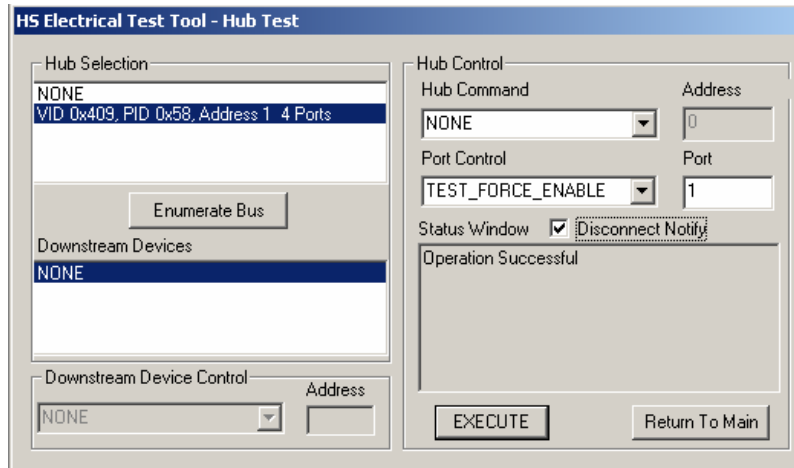 HS Electrical Test Tool - Hub Test
Hub Selection
NONE
VID 0x409, PID 0x58, Address 1 4 Ports
Enumerate Bus
Downstream Devices
NONE
Downstream Device Control
Address
NONE
Hub Control
Hub Command
Address
NONE
0
Port Control
Port
TEST_FORCE_ENABLE
1
Status Window
Disconnect Notify
Operation Successful
EXECUTE
Return To Main